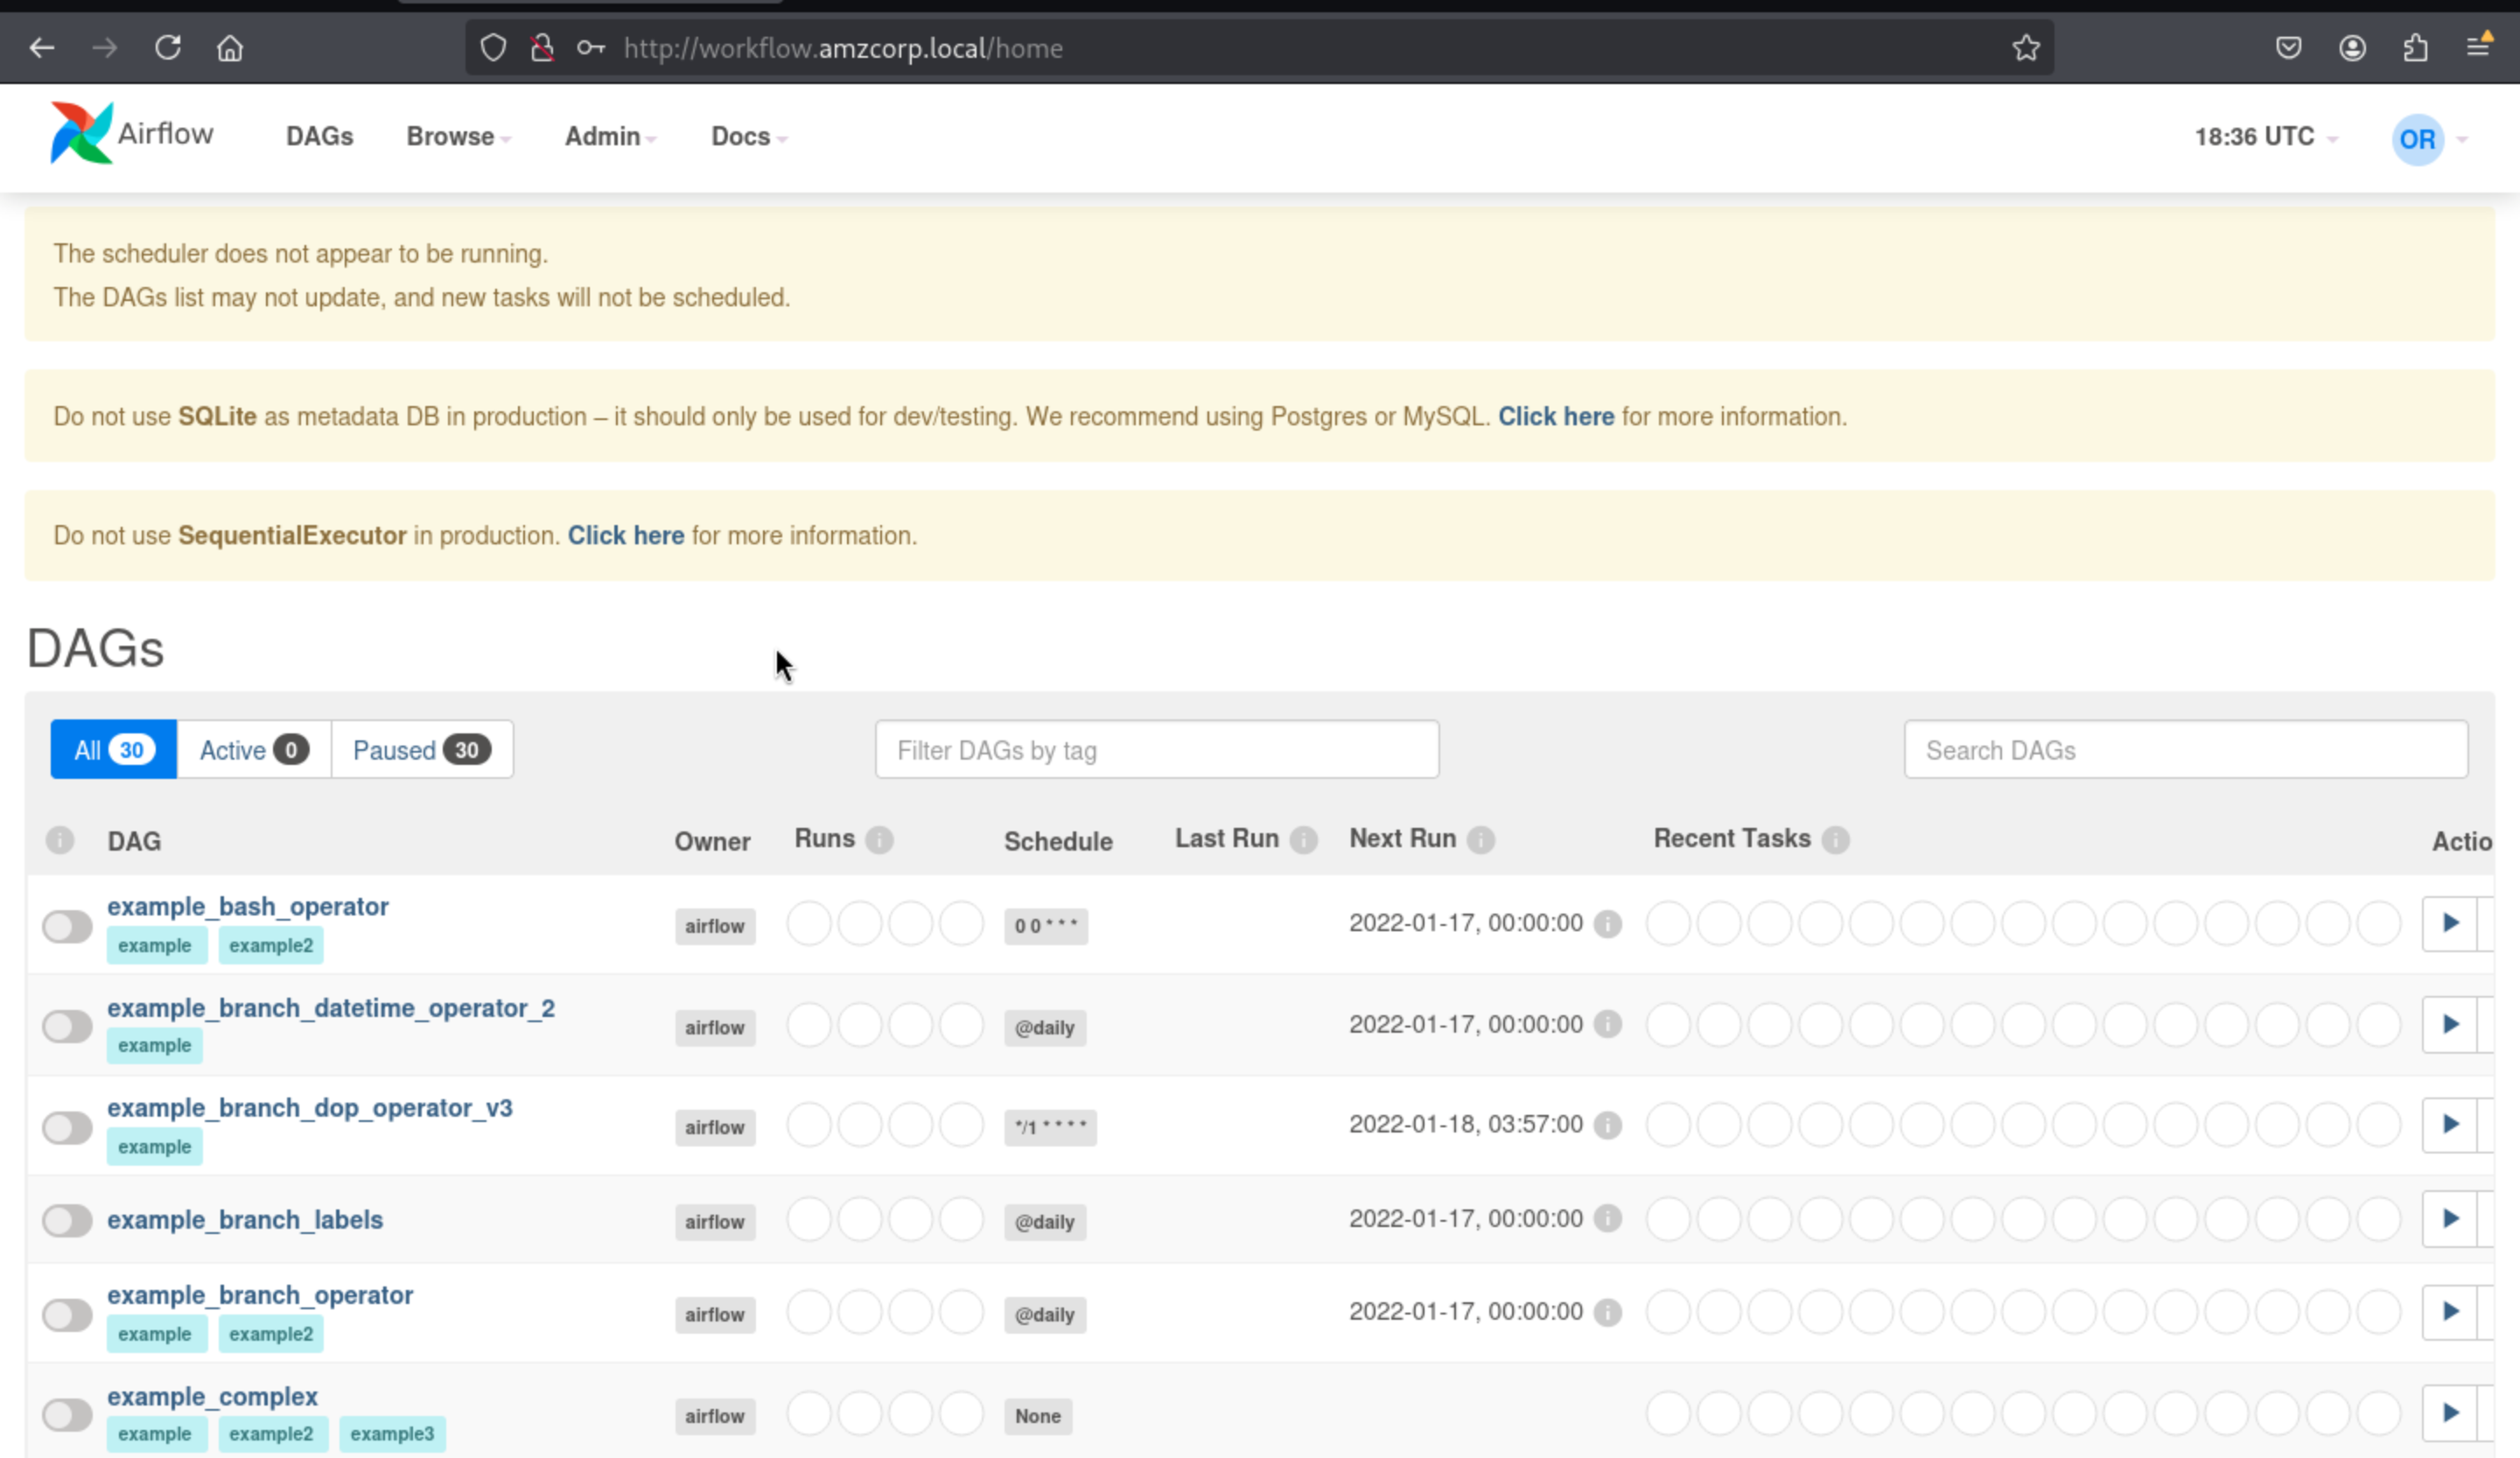 http://workflow.amzcorp.local/home
Airflow DAGs Browse Admin Docs 18:36 UTC OR
The scheduler does not appear to be running.
The DAGs list may not update, and new tasks will not be scheduled.
Do not use SQLite as metadata DB in production – it should only be used for dev/testing. We recommend using Postgres or MySQL. Click here for more information.
Do not use SequentialExecutor in production. Click here for more information.
DAGs
All 30 Active 0 Paused 30 Filter DAGs by tag Search DAGs
i DAG Owner Runs i Schedule Last Run i Next Run i Recent Tasks i Actio
example_bash_operator
airflow 0 0 * * * 2022-01-17, 00:00:00 i
example example2
example_branch_datetime_operator_2
airflow @daily 2022-01-17, 00:00:00 i
example
example_branch_dop_operator_v3
airflow */1 * * * * 2022-01-18, 03:57:00 i
example
example_branch_labels airflow @daily 2022-01-17, 00:00:00 i
example_branch_operator
airflow @daily 2022-01-17, 00:00:00 i
example example2
example_complex
airflow None
example example2 example3